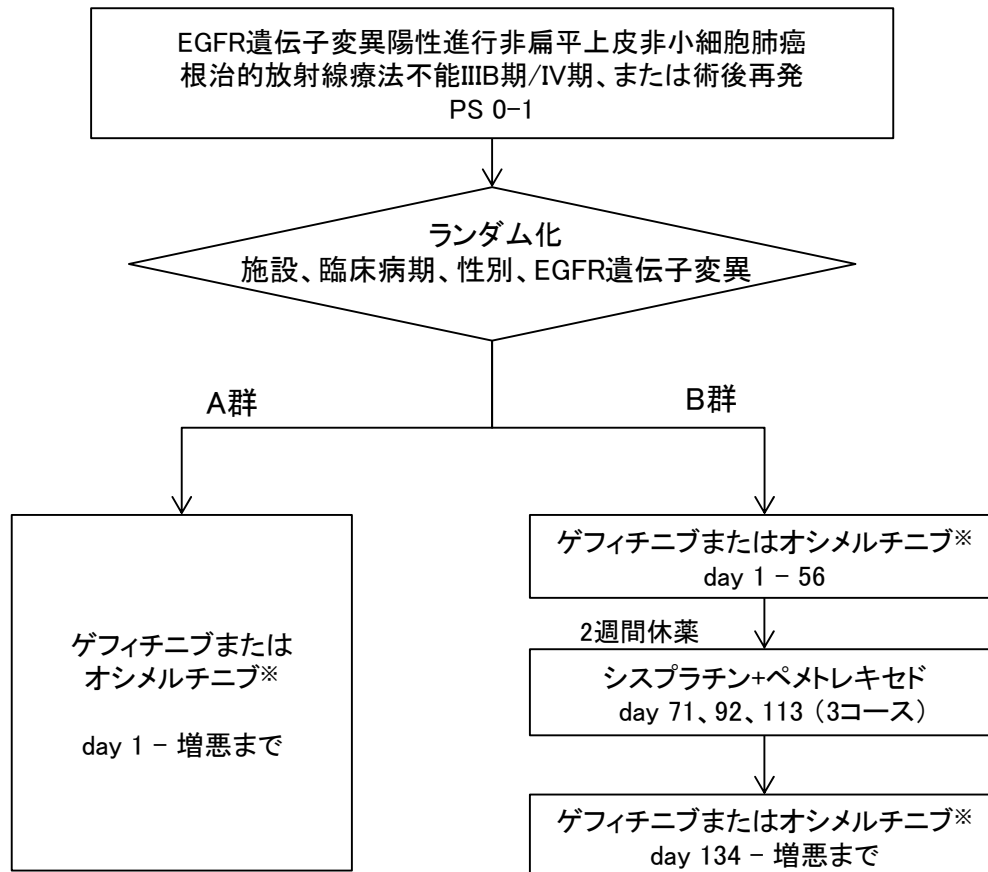 EGFR遺伝子変異陽性進行非扁平上皮非小細胞肺癌
根治的放射線療法不能IIIB期/IV期、または術後再発
PS 0-1
ランダム化
施設、臨床病期、性別、EGFR遺伝子変異
A群
B群
ゲフィチニブまたは
オシメルチニブ※
day 1 - 増悪まで
ゲフィチニブまたはオシメルチニブ※
day 1 - 56
2週間休薬
シスプラチン+ペメトレキセド
day 71、92、113 (3コース)
ゲフィチニブまたはオシメルチニブ※
day 134 - 増悪まで